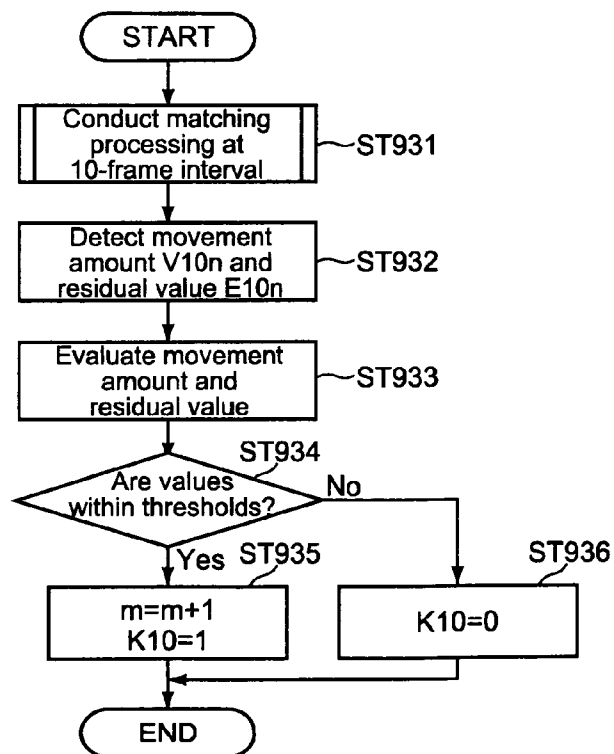 START
Conduct matching
processing at
10-frame interval
ST931
Detect movement
amount V10n and
residual value E10n
ST932
Evaluate movement
amount and
residual value
ST933
ST934
Are values
within thresholds?
No
Yes
ST935
m=m+1
K10=1
ST936
K10=0
END